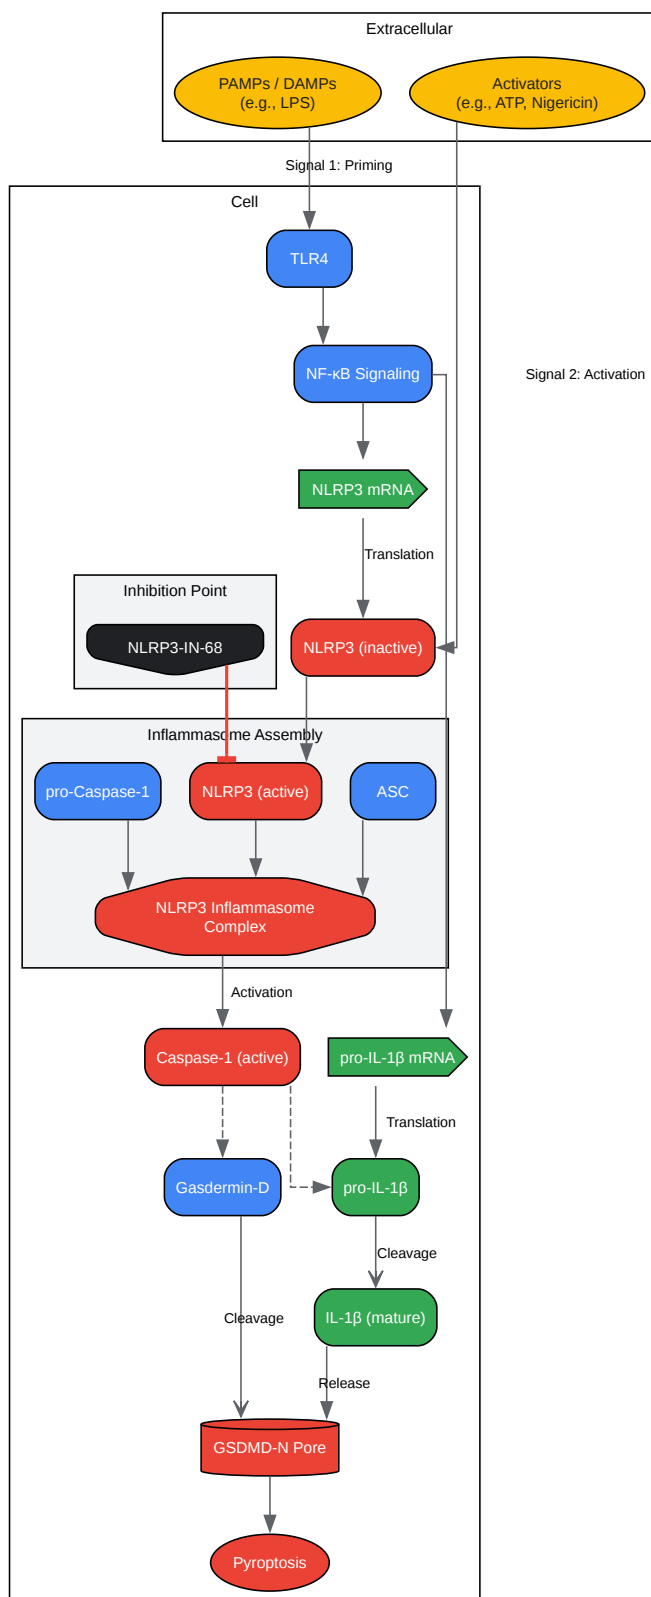 Extracellular
PAMPs / DAMPs
(e.g., LPS)
Activators
(e.g., ATP, Nigericin)
Signal 1: Priming
Cell
TLR4
NF-κB Signaling
Signal 2: Activation
NLRP3 mRNA
Translation
Inhibition Point
NLRP3-IN-68
NLRP3 (inactive)
Inflammasome Assembly
pro-Caspase-1
NLRP3 (active)
ASC
NLRP3 Inflammasome
Complex
Activation
Caspase-1 (active)
pro-IL-1β mRNA
Translation
Gasdermin-D
pro-IL-1β
Cleavage
IL-1β (mature)
Cleavage
Release
GSDMD-N Pore
Pyroptosis